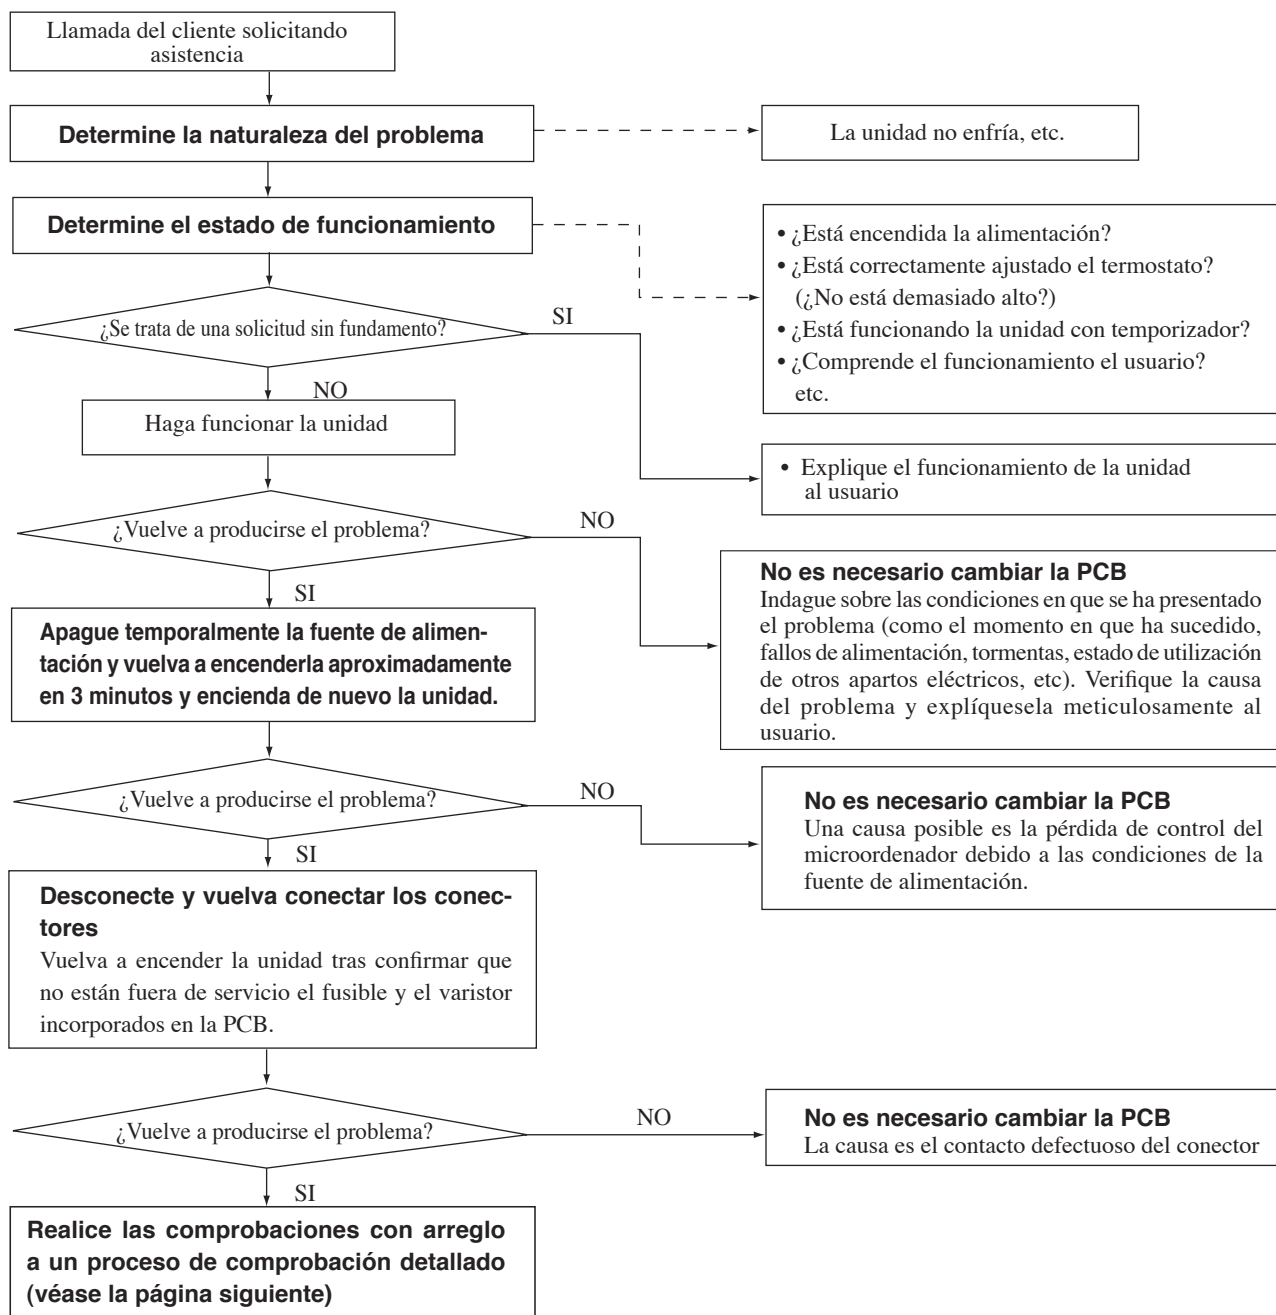 Llamada del cliente solicitando
asistencia
Determine la naturaleza del problema
La unidad no enfría, etc.
Determine el estado de funcionamiento
• ¿Está encendida la alimentación?
• ¿Está correctamente ajustado el termostato?
(¿No está demasiado alto?)
• ¿Está funcionando la unidad con temporizador?
• ¿Comprende el funcionamiento el usuario?
etc.
¿Se trata de una solicitud sin fundamento?
SI
NO
Haga funcionar la unidad
• Explique el funcionamiento de la unidad
al usuario
¿Vuelve a producirse el problema?
NO
SI
No es necesario cambiar la PCB
Indague sobre las condiciones en que se ha presentado
el problema (como el momento en que ha sucedido,
fallos de alimentación, tormentas, estado de utilización
de otros apartos eléctricos, etc). Verifique la causa
del problema y explíquesela meticulosamente al
usuario.
Apague temporalmente la fuente de alimen-
tación y vuelva a encenderla aproximadamente
en 3 minutos y encienda de nuevo la unidad.
¿Vuelve a producirse el problema?
NO
SI
No es necesario cambiar la PCB
Una causa posible es la pérdida de control del
microordenador debido a las condiciones de la
fuente de alimentación.
Desconecte y vuelva conectar los conec-
tores
Vuelva a encender la unidad tras confirmar que
no están fuera de servicio el fusible y el varistor
incorporados en la PCB.
¿Vuelve a producirse el problema?
NO
SI
No es necesario cambiar la PCB
La causa es el contacto defectuoso del conector
Realice las comprobaciones con arreglo
a un proceso de comprobación detallado
(véase la página siguiente)